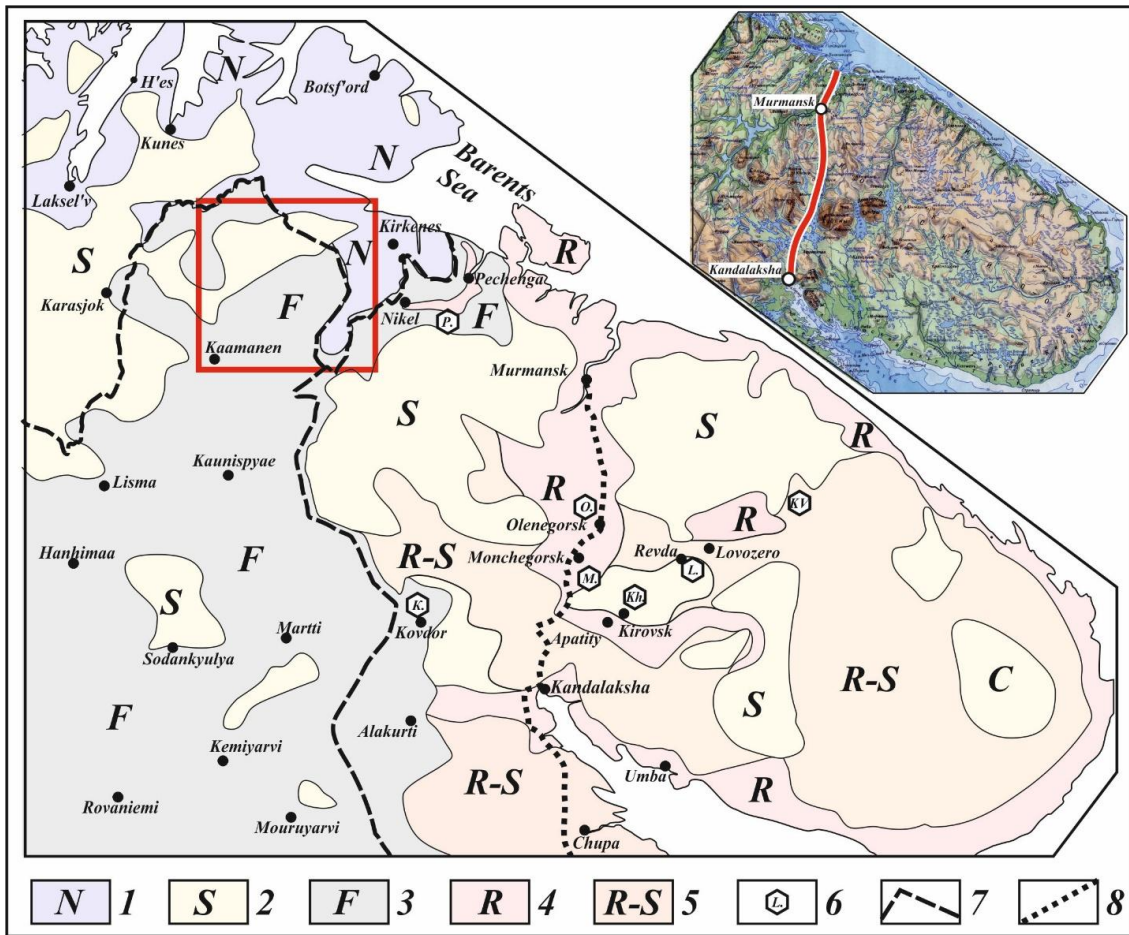 N
H'es
Botsf'ord
Kunes
N
Barents
Sea
Laksel'v
Kirkenes
N
R
S
Pechenga
Karasjok
F
Nikel
F
P.
Kaamanen
Murmansk
S
S
R
Kaunispyae
Lisma
R
KV
O.
Olenegorsk
R
Hanhimaa
F
R-S
Monchegorsk
Revda
Lovozero
L.
M.
Kh.
K.
Kovdor
S
Martti
Apatity
Kirovsk
Sodankyulya
R-S
C
Kandalaksha
S
F
Alakurti
Kemiyarvi
Umba
R-S
R
Rovaniemi
Mouruyarvi
Chupa
Murmansk
Kandalaksha
N 1 S 2 F 3 R 4 R-S 5 L. 6 7 8